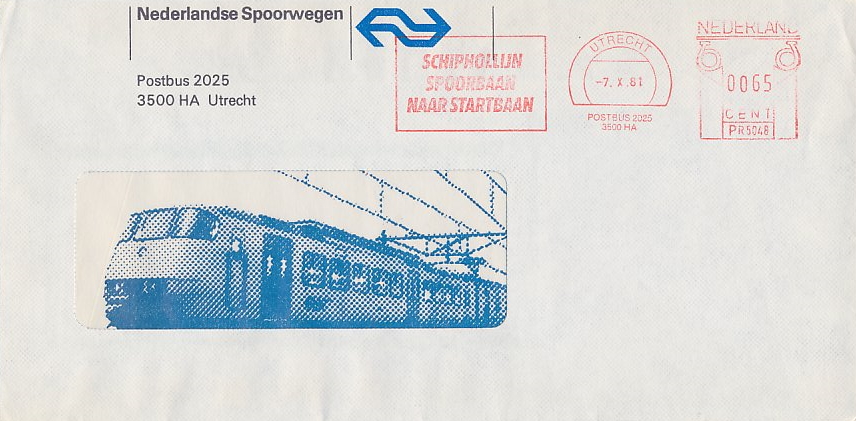 Nederlandse Spoorwegen
Postbus 2025
3500 HA Utrecht
SCHIPHOLLIJN
SPOORBAAN
NAAR STARTBAAN
UTRECHT
-7.X.81
POSTBUS 2025
3500 HA
NEDERLAND
0065
CENT
PR5048